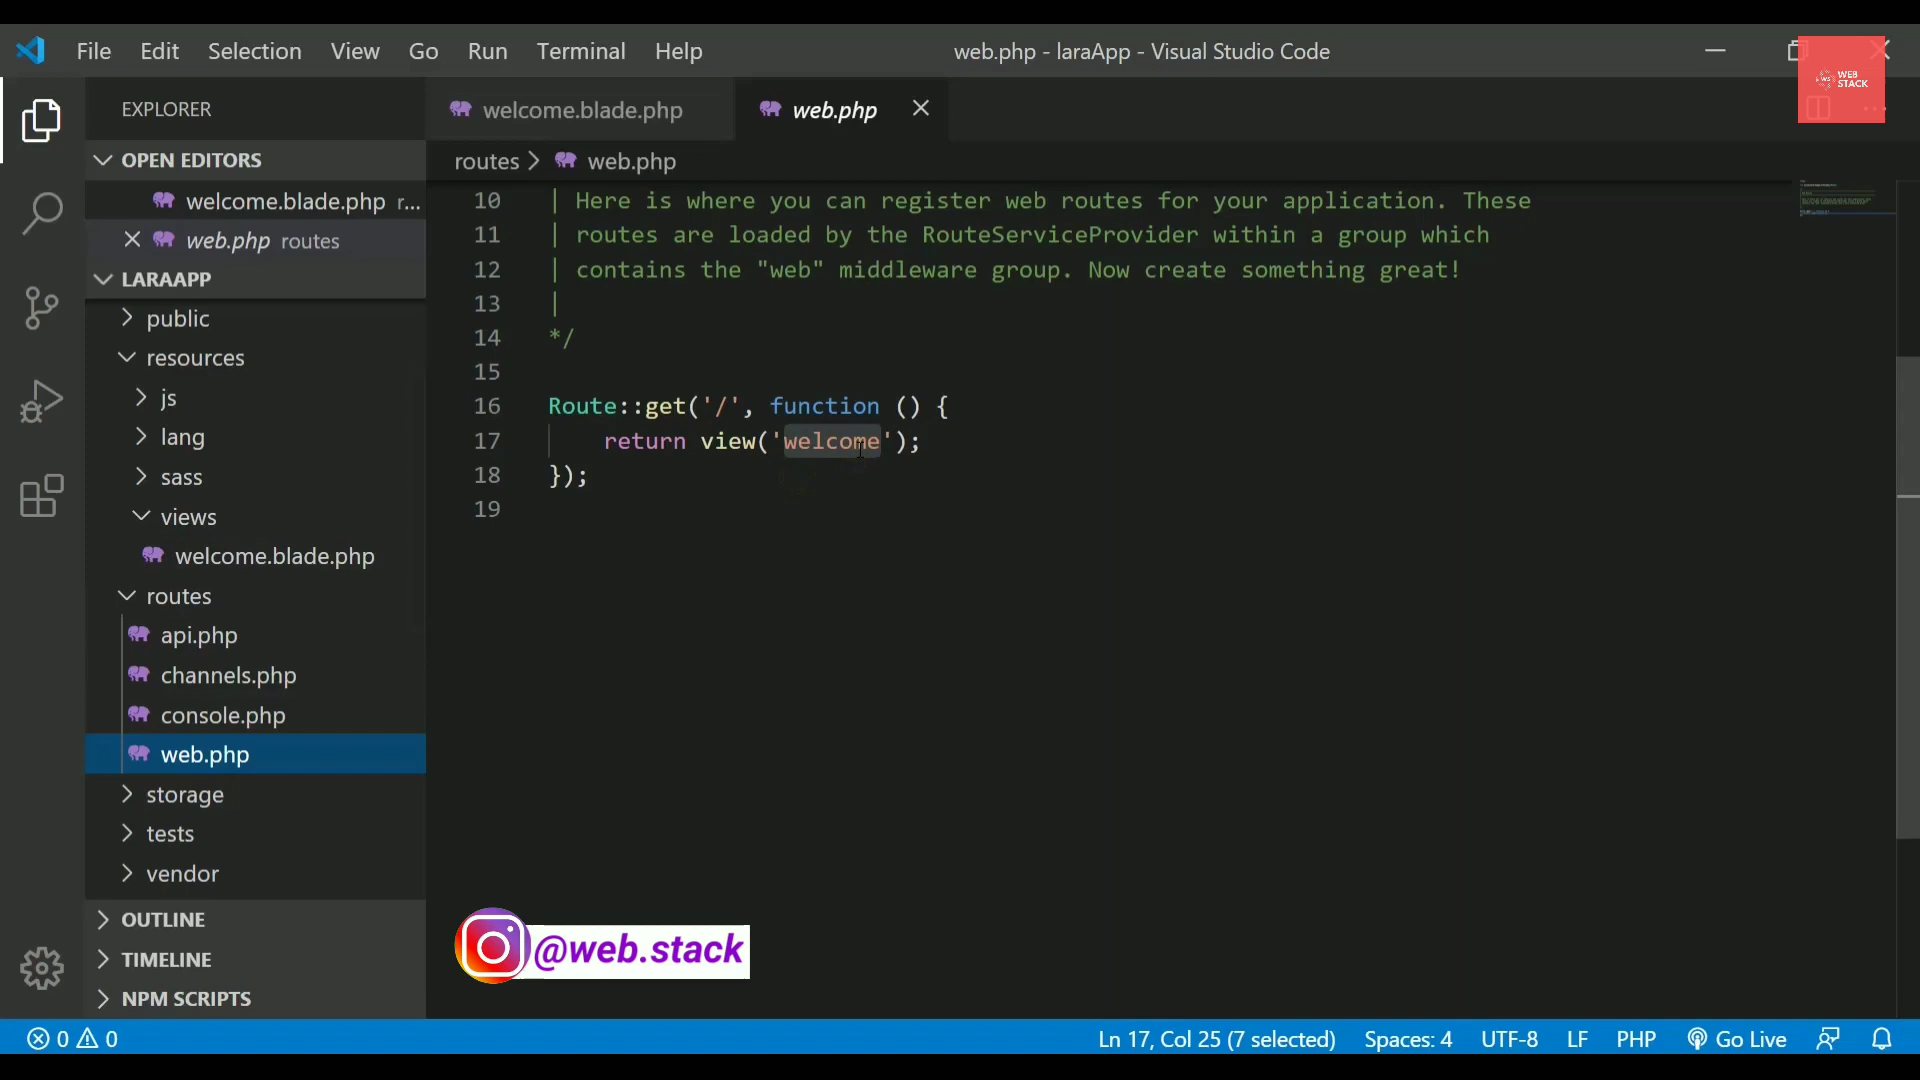 File Edit Selection View Go Run Terminal Help
web.php - laraApp - Visual Studio Code
WEB
STACK
EXPLORER
welcome.blade.php
web.php
OPEN EDITORS
welcome.blade.php r...
web.php routes
LARAAPP
public
resources
js
lang
sass
views
welcome.blade.php
routes
api.php
channels.php
console.php
web.php
storage
tests
vendor
OUTLINE
TIMELINE
NPM SCRIPTS
routes > web.php
10 | Here is where you can register web routes for your application. These
11 | routes are loaded by the RouteServiceProvider within a group which
12 | contains the "web" middleware group. Now create something great!
13 |
14 */
15
16 Route::get('/', function () {
17 return view('welcome');
18 });
19
@web.stack
0 0
Ln 17, Col 25 (7 selected) Spaces: 4 UTF-8 LF PHP Go Live